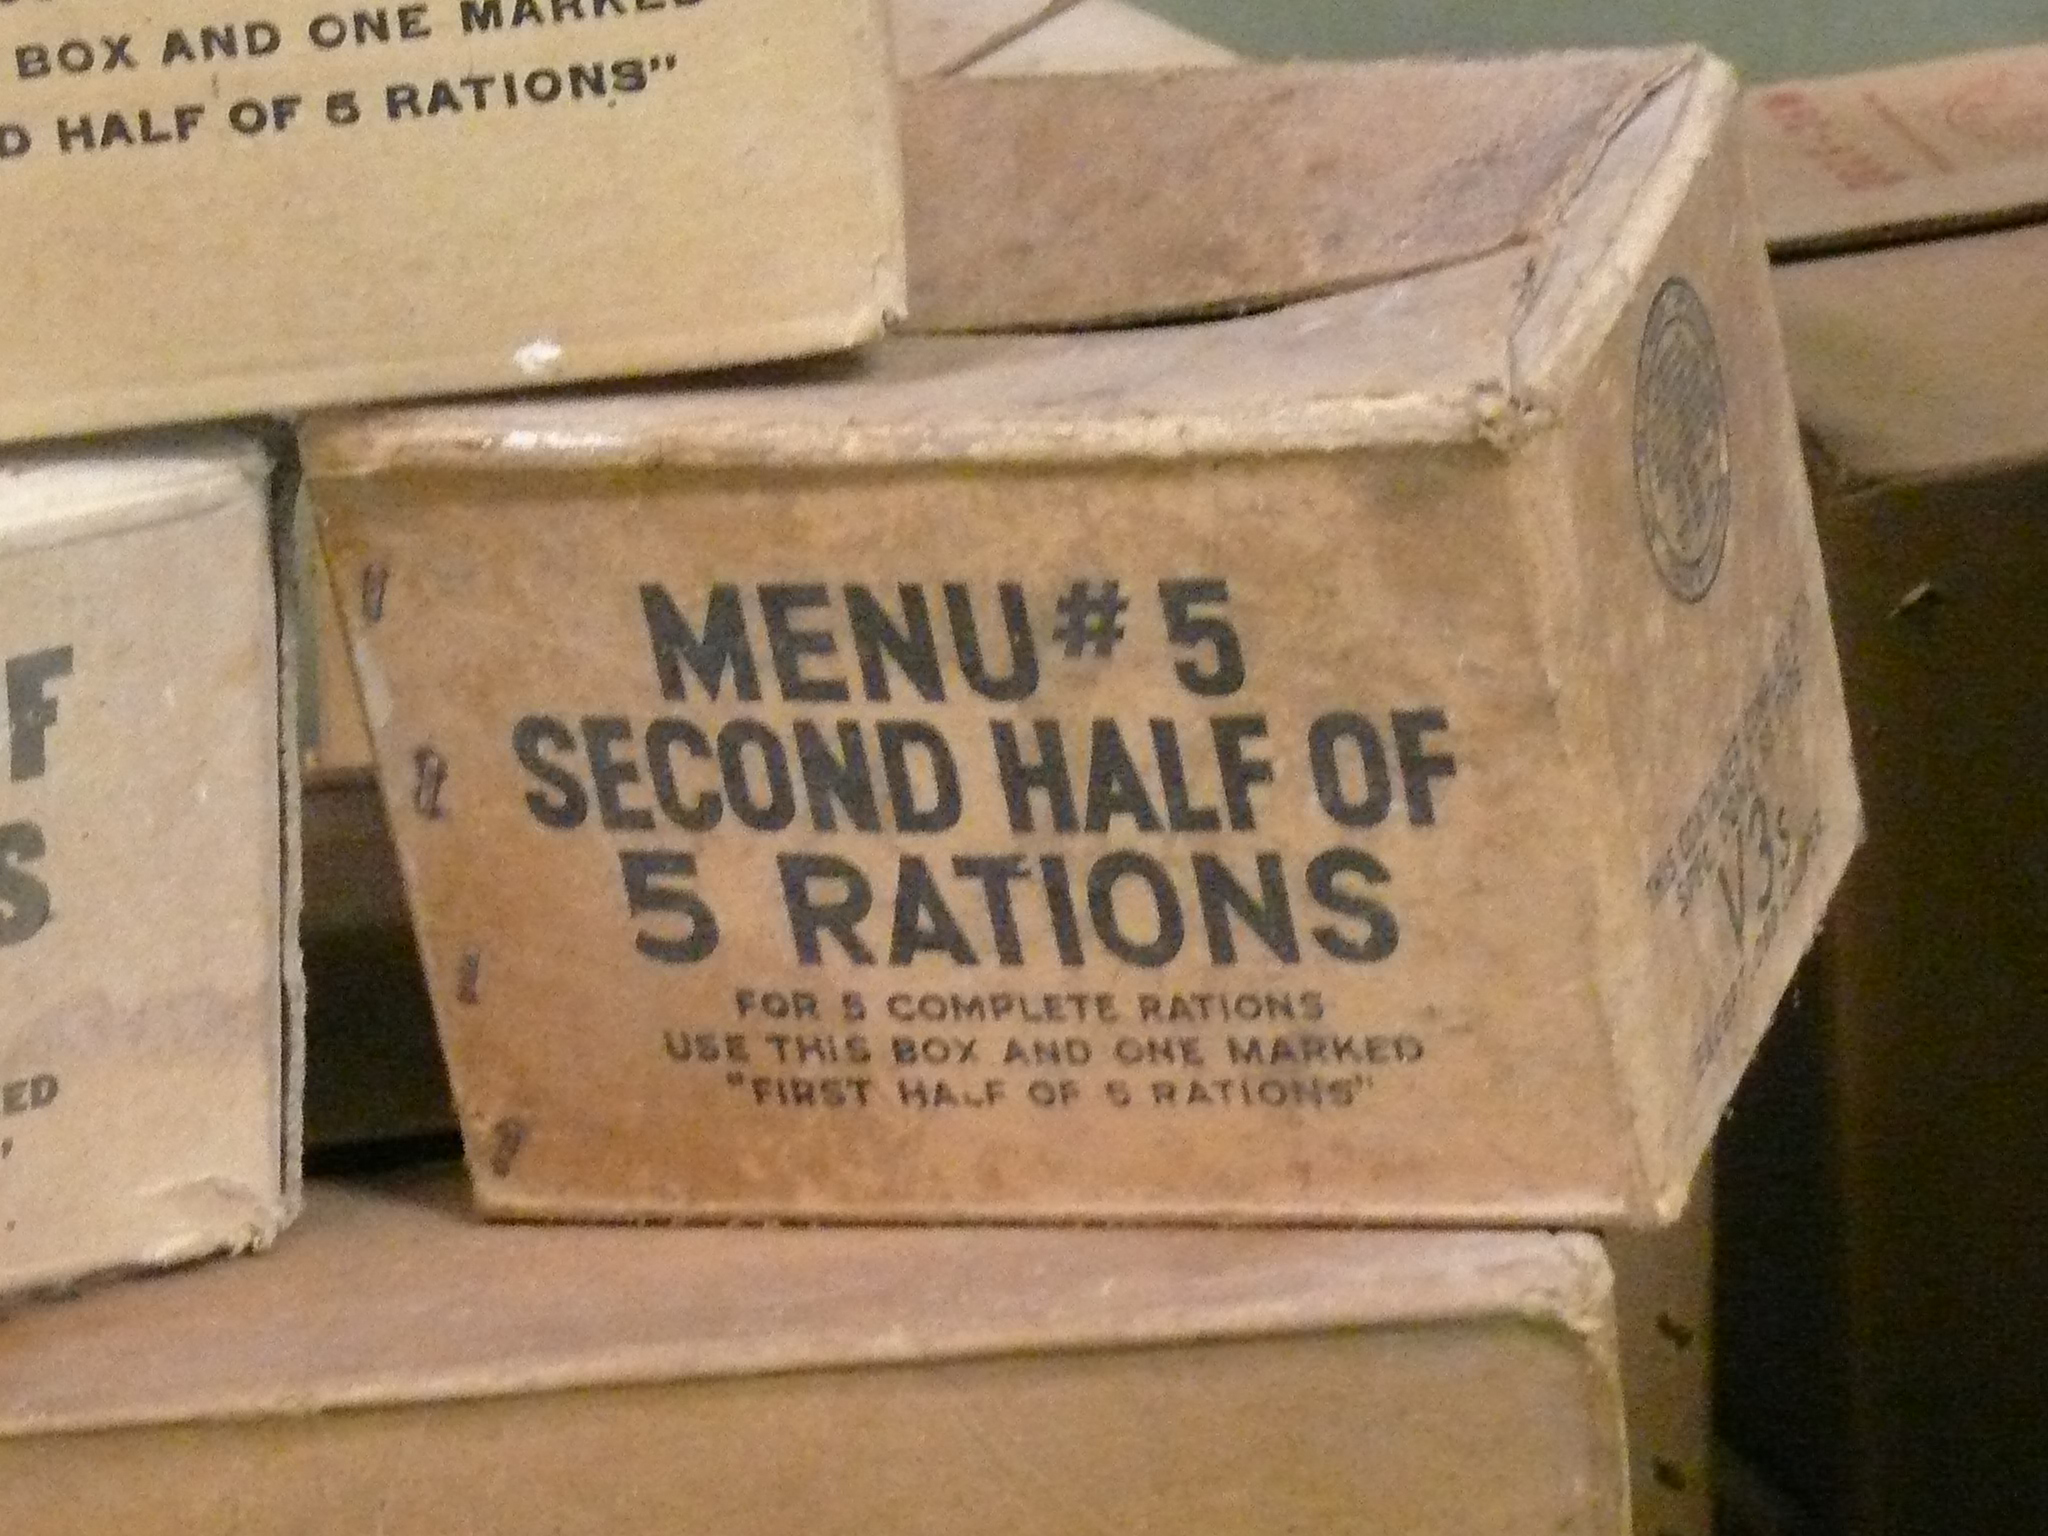 BOX AND ONE MARKED
D HALF OF 5 RATIONS"
F
S
ED
"
MENU # 5
SECOND HALF OF
5 RATIONS
FOR 5 COMPLETE RATIONS
USE THIS BOX AND ONE MARKED
"FIRST HALF OF 5 RATIONS"
V3s